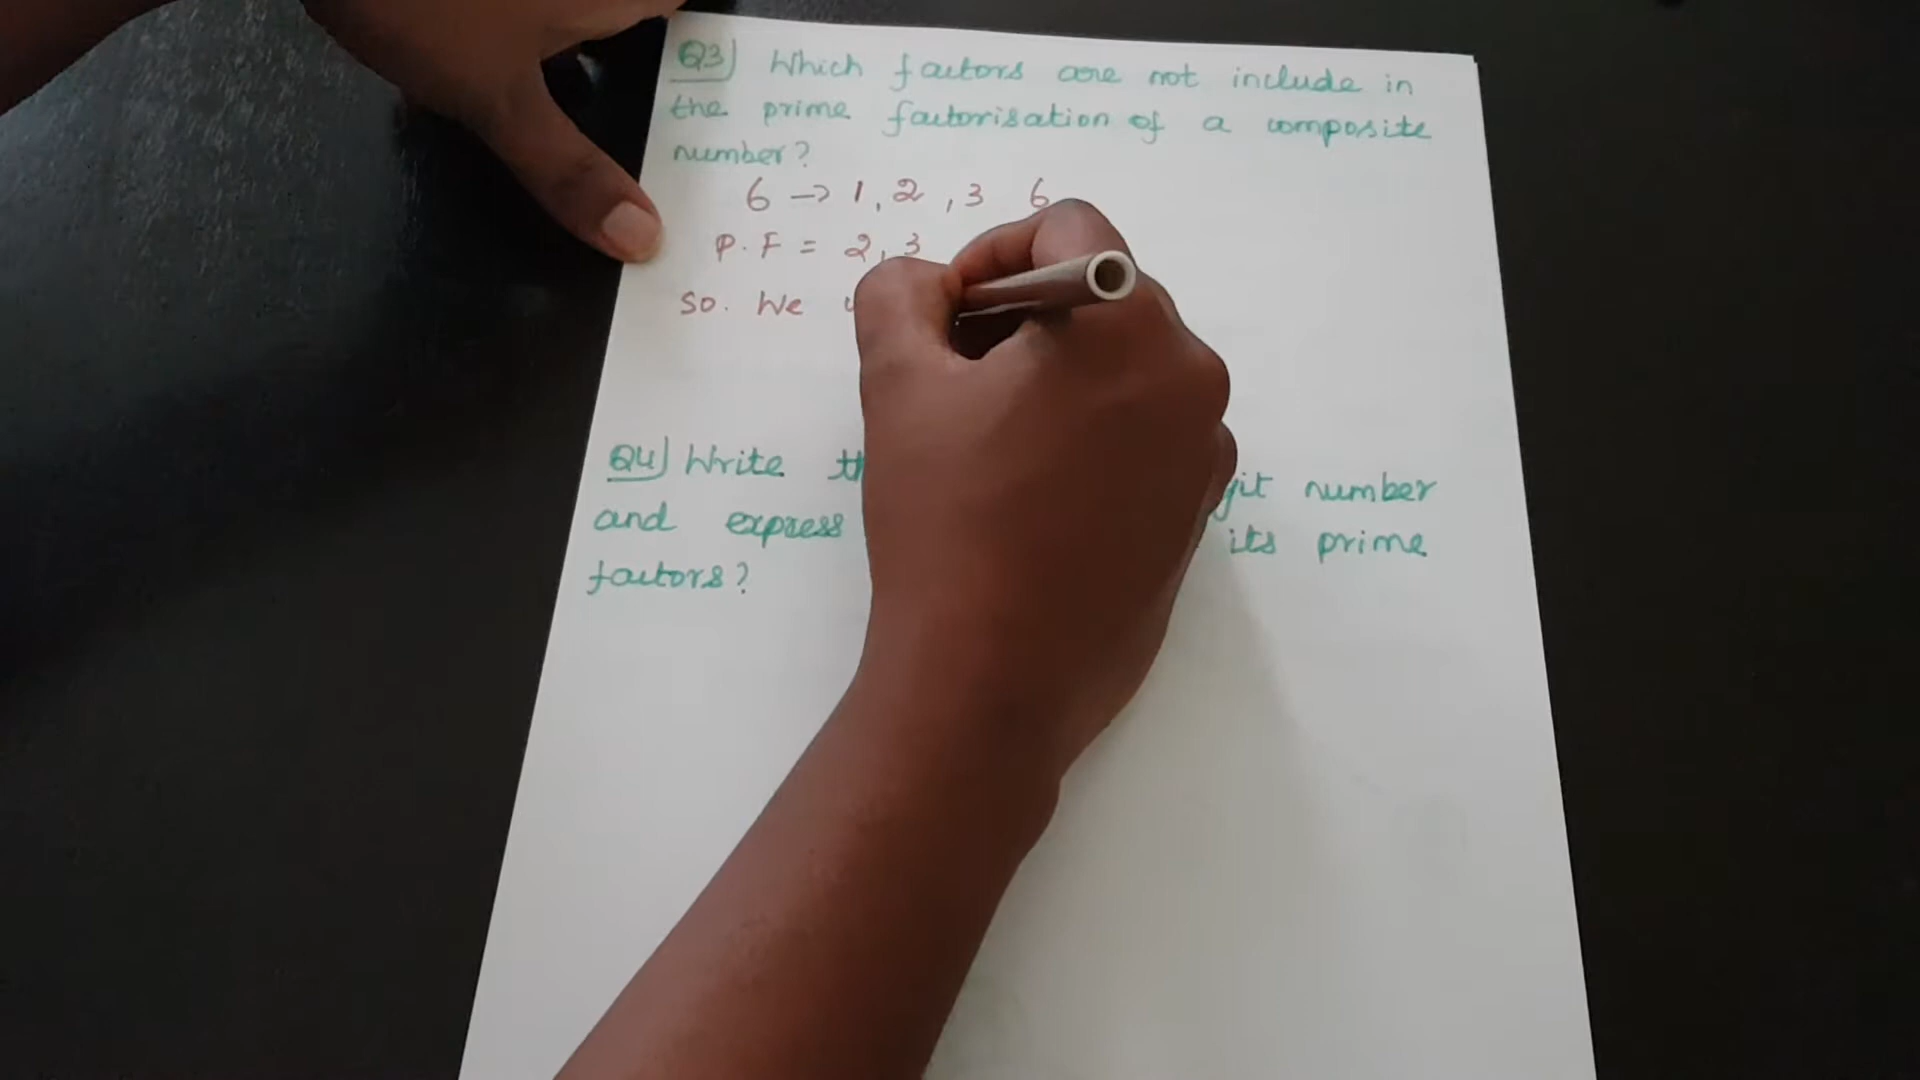 Q3) Which factors are not include in
the prime factorisation of a composite
number?
6 → 1, 2, 3 6
P.F = 2, 3
So. We
Q4) Write number
and express its prime
factors?